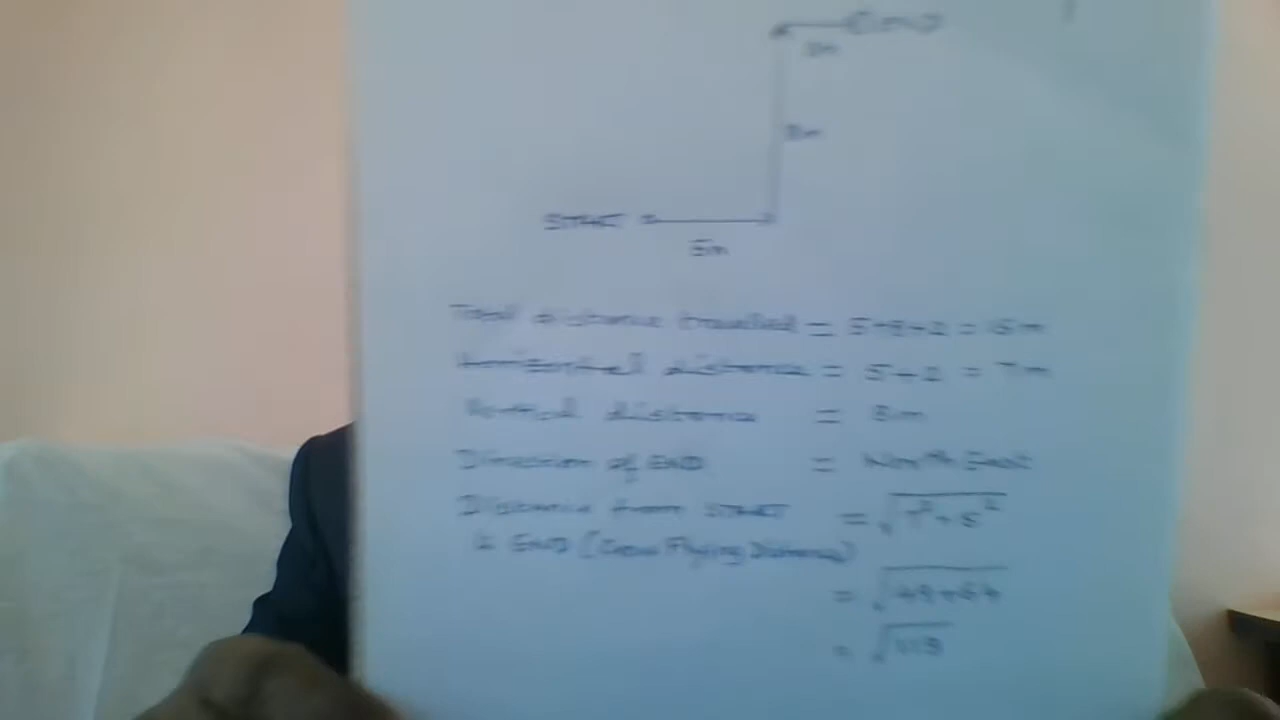 END
2m
8m
START
5m
Total distance travelled = 5+8+2 = 15m
Horizontal distance = 5+2 = 7m
Vertical distance = 8m
Direction of END = North East
Distance from START = √7²+8²
& END (Crow Flying Distance)
= √49+64
= √113